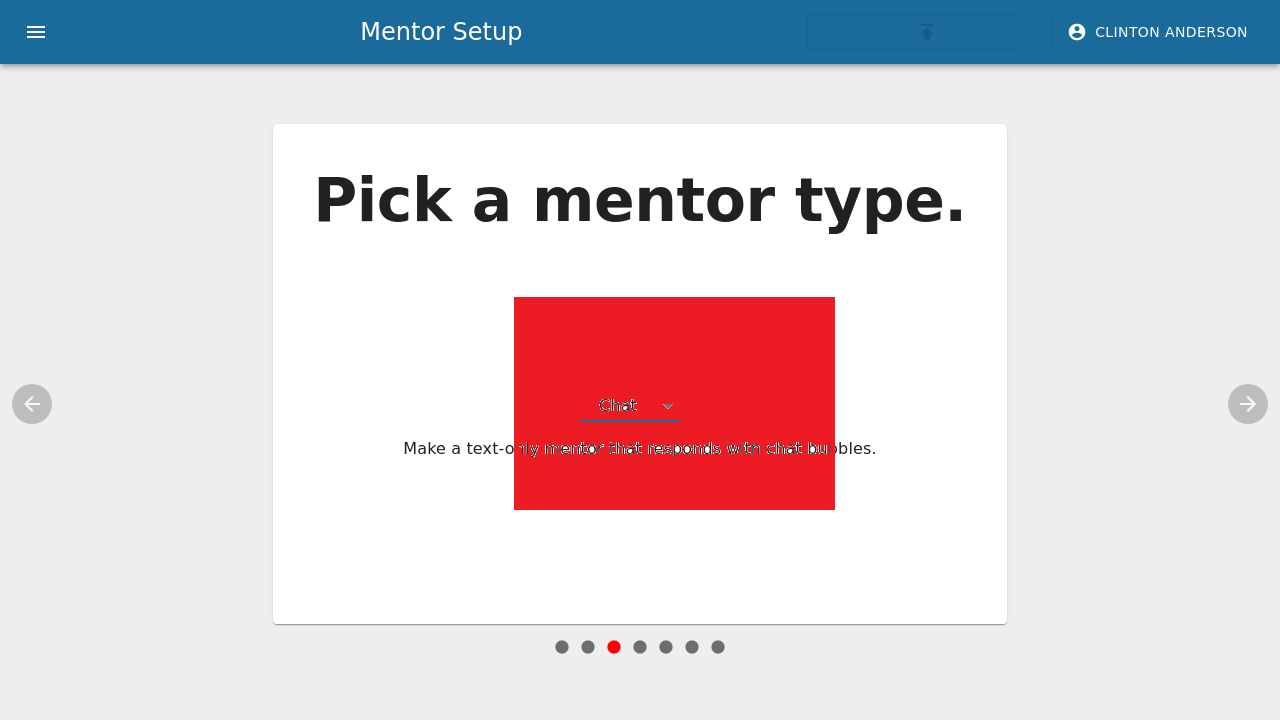 Mentor Setup
CLINTON ANDERSON
Pick a mentor type.
Chat
Make a text-only mentor that responds with chat bubbles.